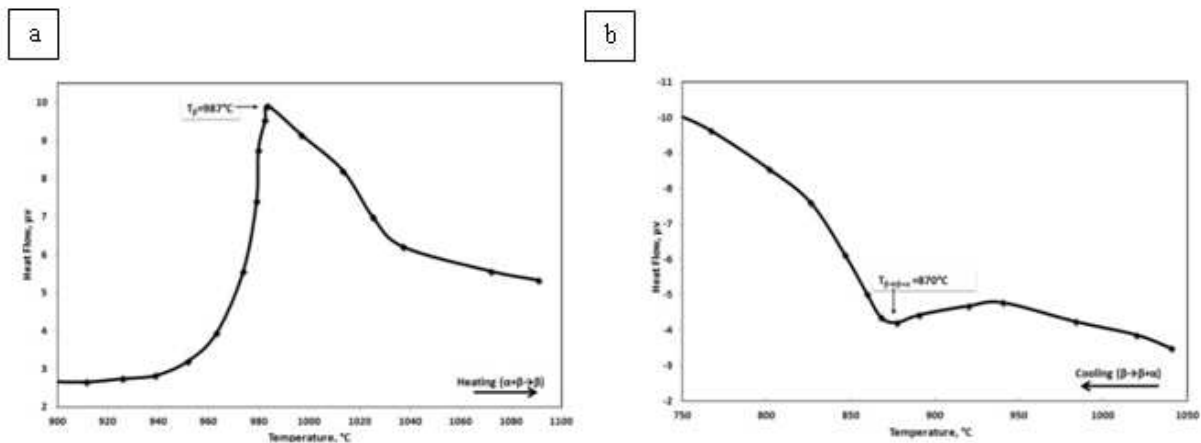 a
10
9
8
7
6
5
4
3
2
Heat Flow, μv
Tβ=987°C
Heating (α+β→β)
900 920 940 960 980 1000 1020 1040 1060 1080 1100
Temperature, °C
b
-11
-10
-9
-8
-7
-6
-5
-4
-3
-2
Heat Flow, μv
Tβ→β+α =870°C
Cooling (β→β+α)
750 800 850 900 950 1000 1050
Temperature, °C